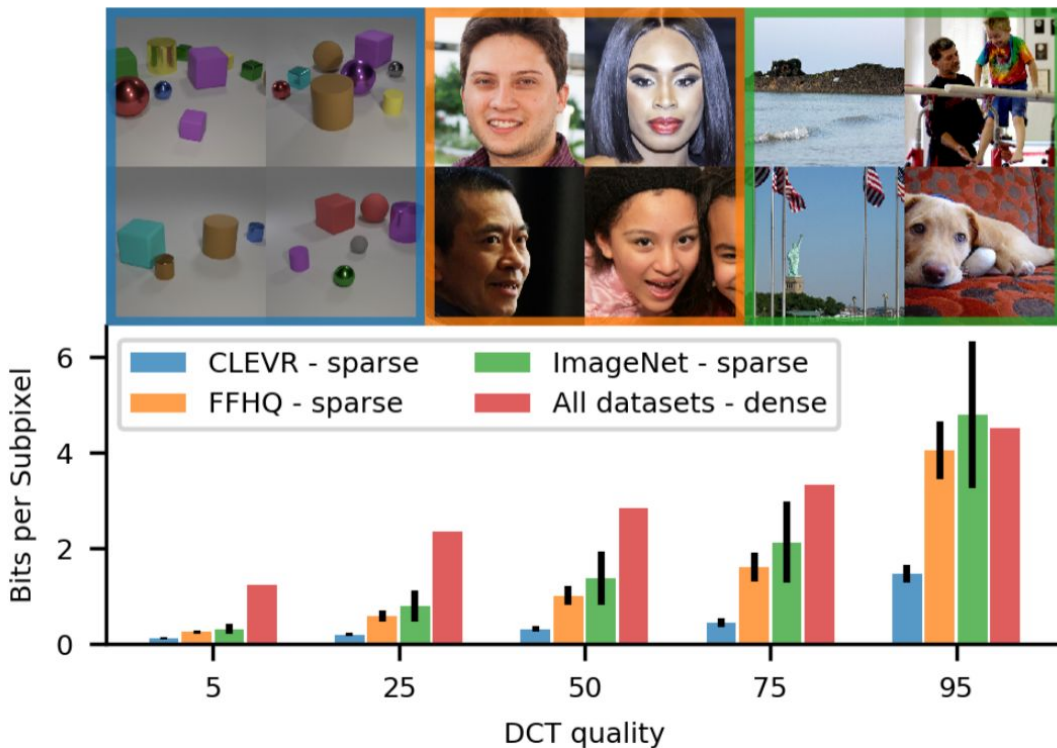 6
CLEVR - sparse
ImageNet - sparse
FFHQ - sparse
All datasets - dense
4
2
0
Bits per Subpixel
5
25
50
75
95
DCT quality